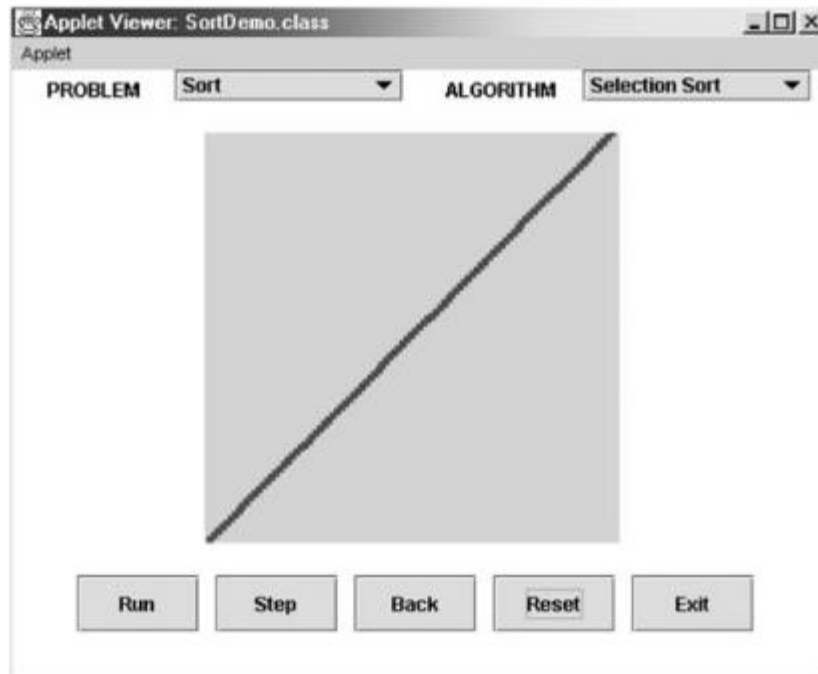 Applet Viewer: SortDemo.class
Applet
PROBLEM Sort ALGORITHM Selection Sort
Run Step Back Reset Exit